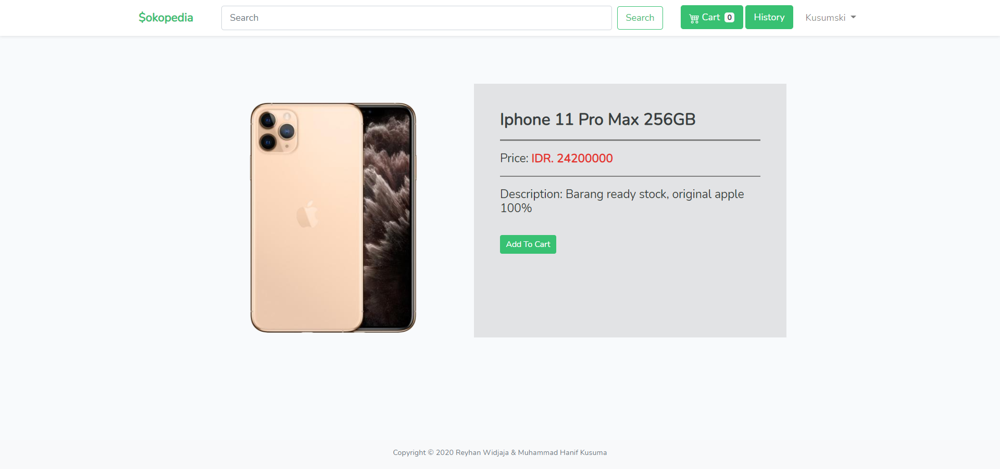 $okopedia
Search
Search
Cart 0
History
Kusumski
Iphone 11 Pro Max 256GB
Price: IDR. 24200000
Description: Barang ready stock, original apple
100%
Add To Cart
Copyright © 2020 Reyhan Widjaja & Muhammad Hanif Kusuma